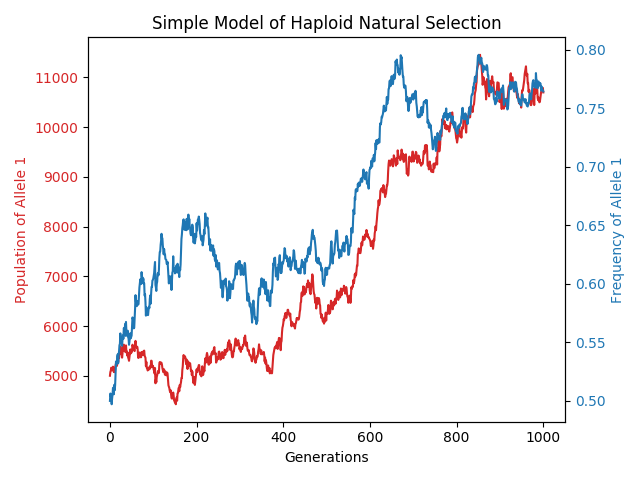 Simple Model of Haploid Natural Selection
Population of Allele 1
11000
10000
9000
8000
7000
6000
5000
0.80
0.75
0.70
0.65
0.60
0.55
0.50
Frequency of Allele 1
0 200 400 600 800 1000
Generations